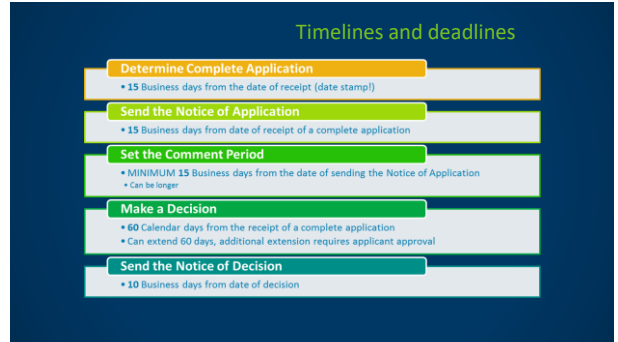 Timelines and deadlines
Determine Complete Application
• 15 Business days from the date of receipt (date stamp!)
Send the Notice of Application
• 15 Business days from date of receipt of a complete application
Set the Comment Period
• MINIMUM 15 Business days from the date of sending the Notice of Application
• Can be longer
Make a Decision
• 60 Calendar days from the receipt of a complete application
• Can extend 60 days, additional extension requires applicant approval
Send the Notice of Decision
• 10 Business days from date of decision